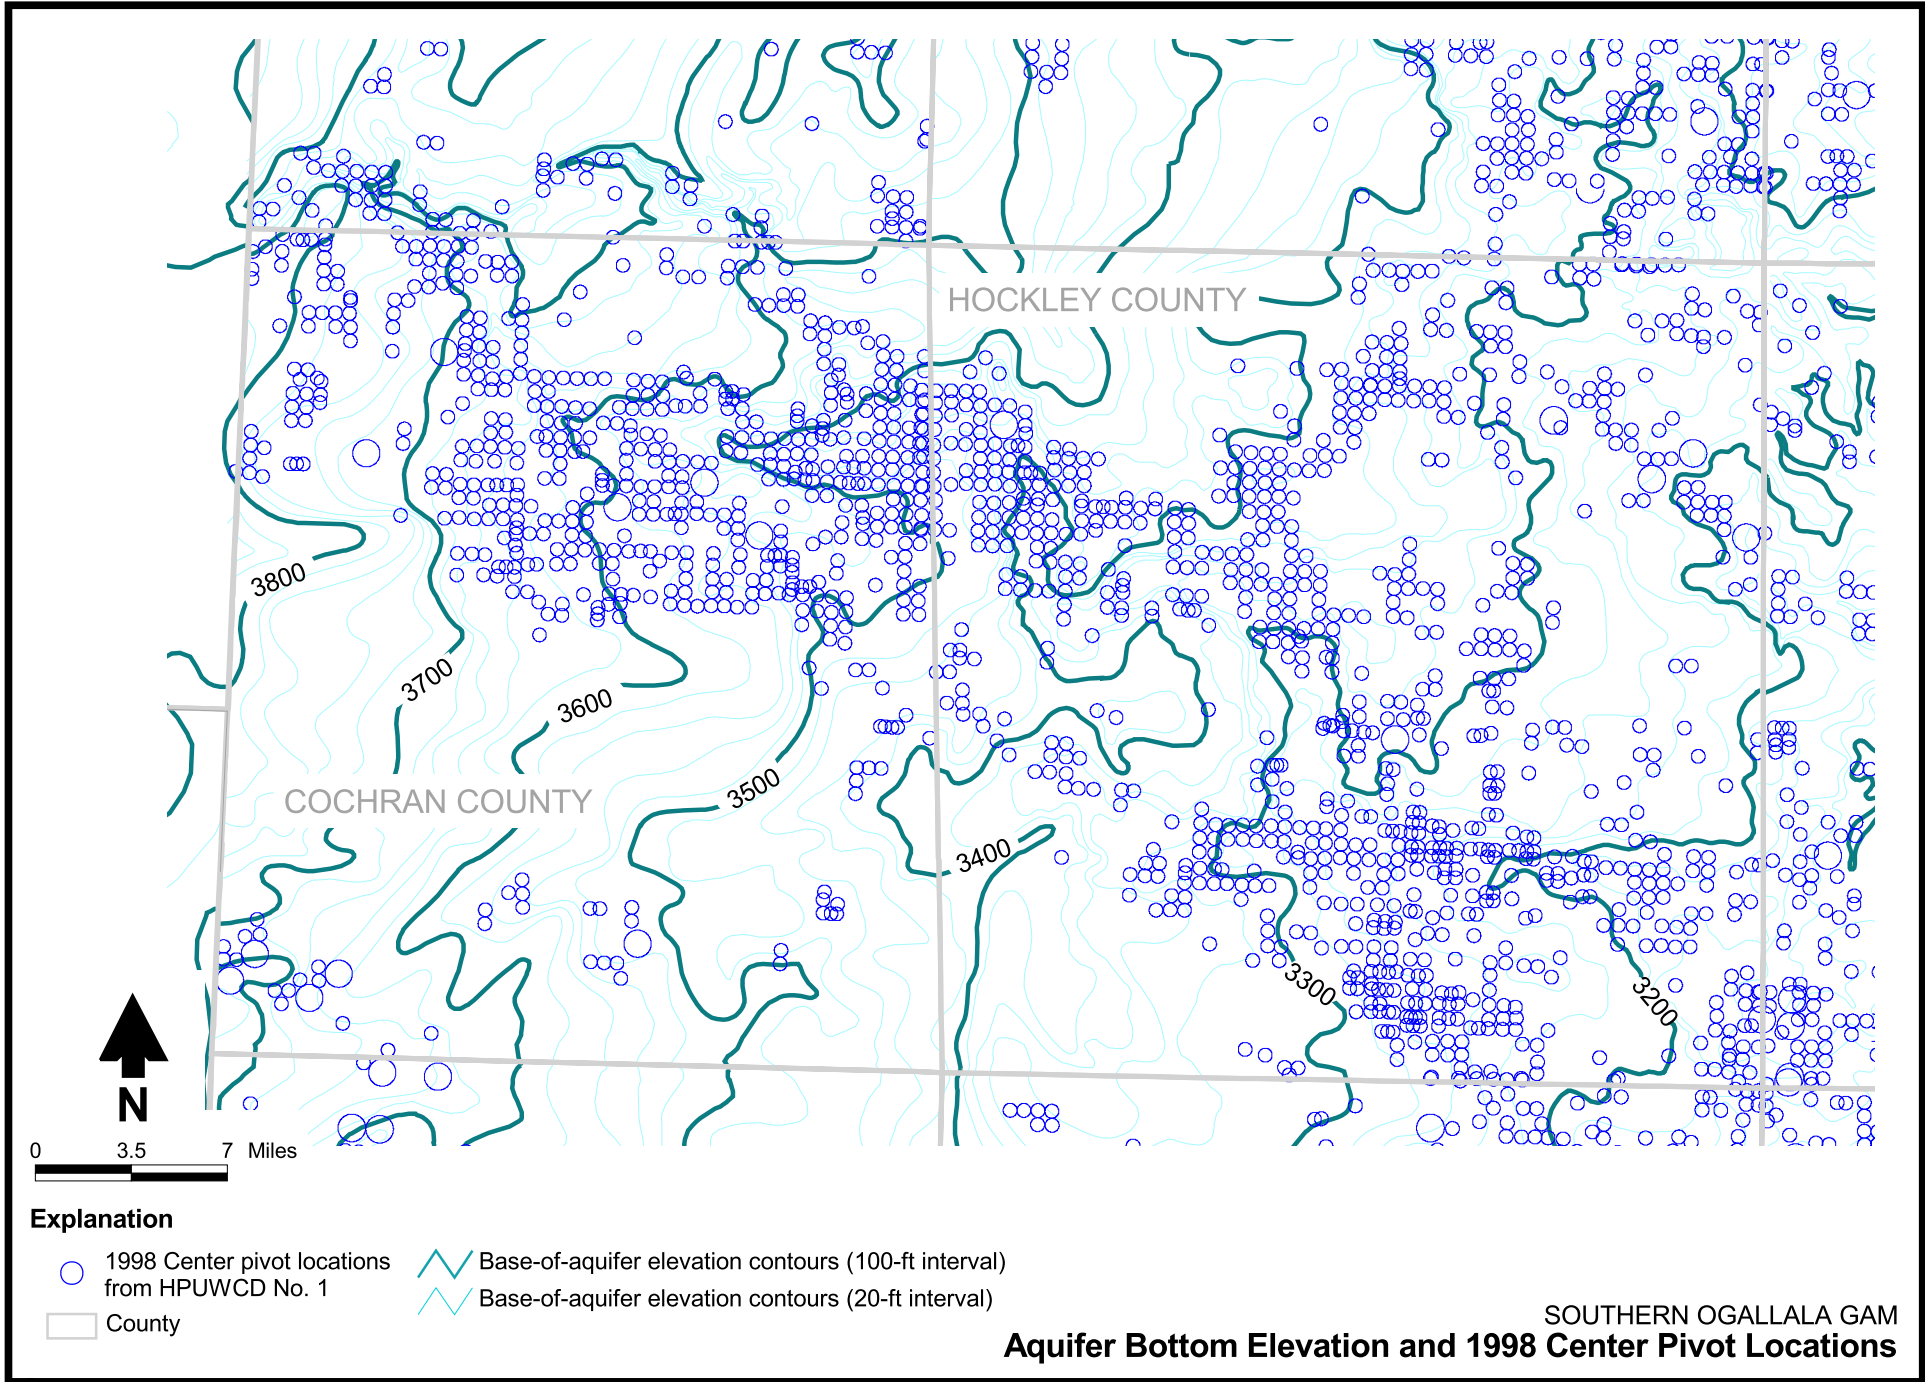 HOCKLEY COUNTY
3800
3700
3600
3500
COCHRAN COUNTY
3400
3300
3200
N
0 3.5 7 Miles
Explanation
1998 Center pivot locations
from HPUWCD No. 1
County
Base-of-aquifer elevation contours (100-ft interval)
Base-of-aquifer elevation contours (20-ft interval)
SOUTHERN OGALLALA GAM
Aquifer Bottom Elevation and 1998 Center Pivot Locations